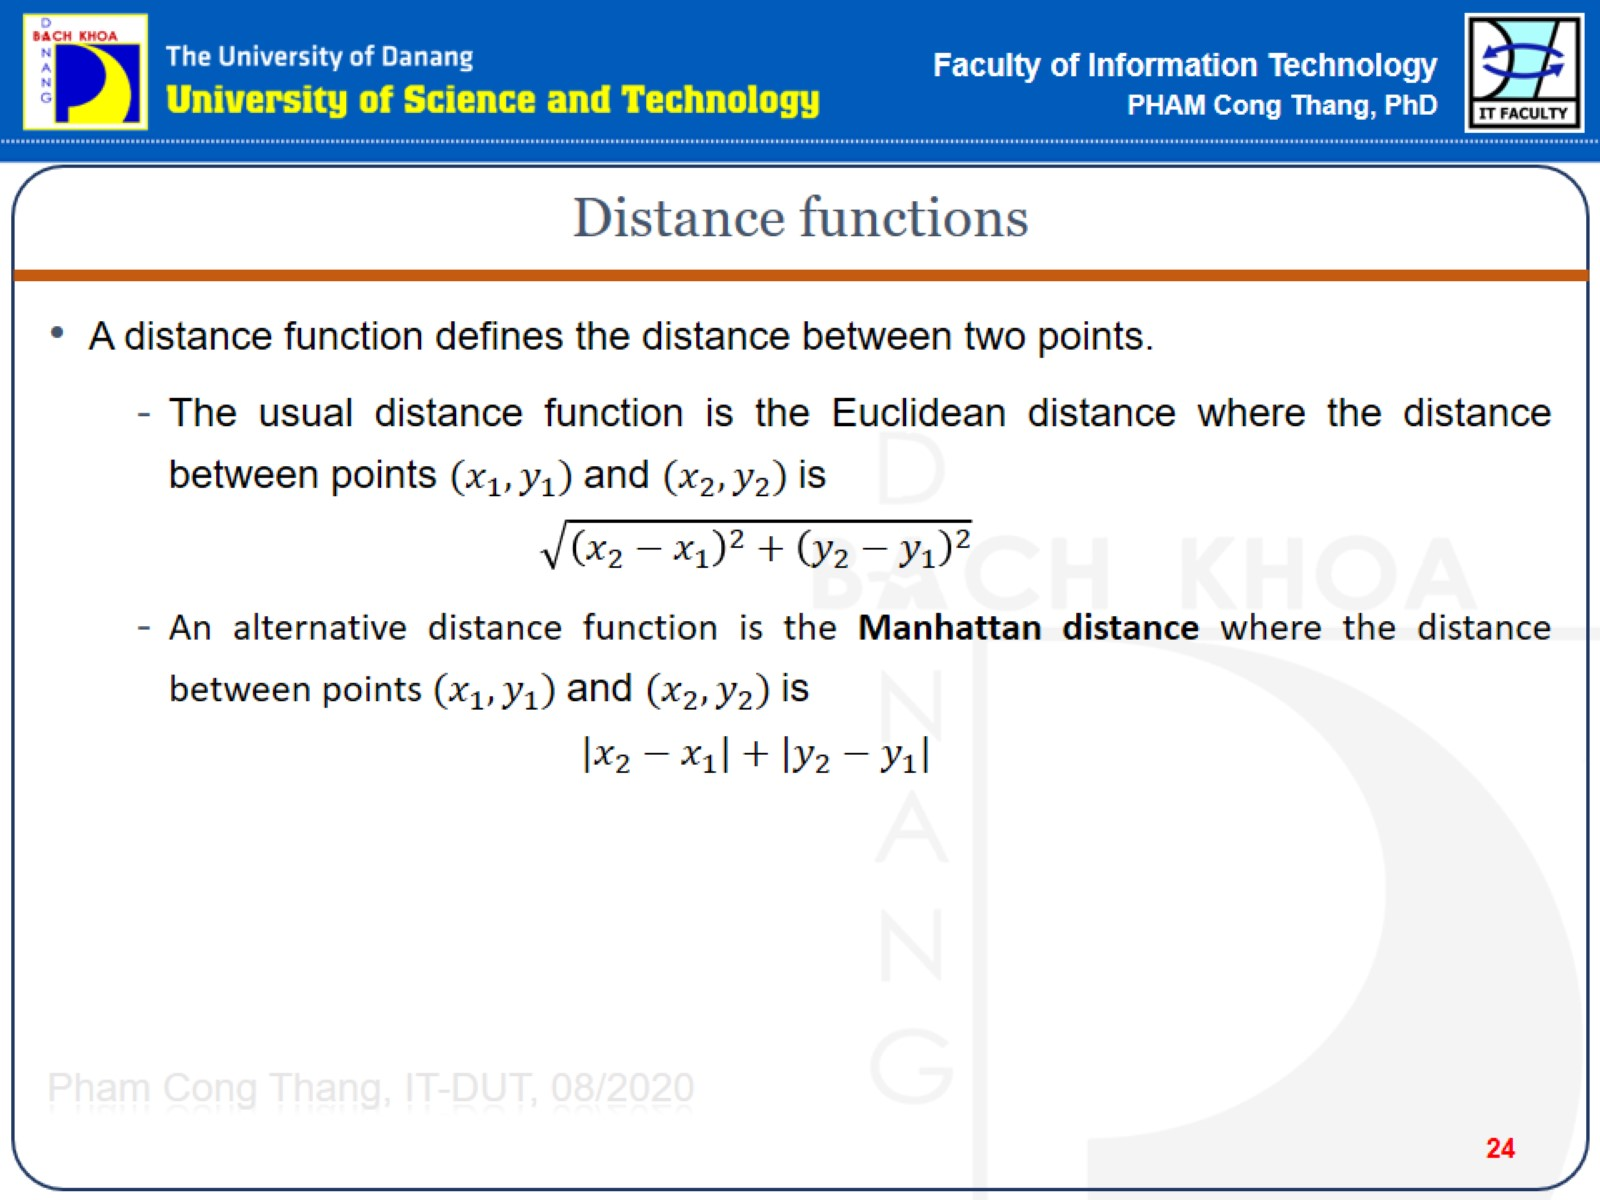 D
BACH KHOA
N
A
N
G
The University of Danang
University of Science and Technology
Faculty of Information Technology
PHAM Cong Thang, PhD
IT FACULTY
Distance functions
• A distance function defines the distance between two points.
- The usual distance function is the Euclidean distance where the distance
between points (x₁, y₁) and (x₂, y₂) is
√(x₂ − x₁)² + (y₂ − y₁)²
- An alternative distance function is the Manhattan distance where the distance
between points (x₁, y₁) and (x₂, y₂) is
|x₂ − x₁| + |y₂ − y₁|
D
BACH KHOA
N
A
N
G
Pham Cong Thang, IT-DUT, 08/2020
24